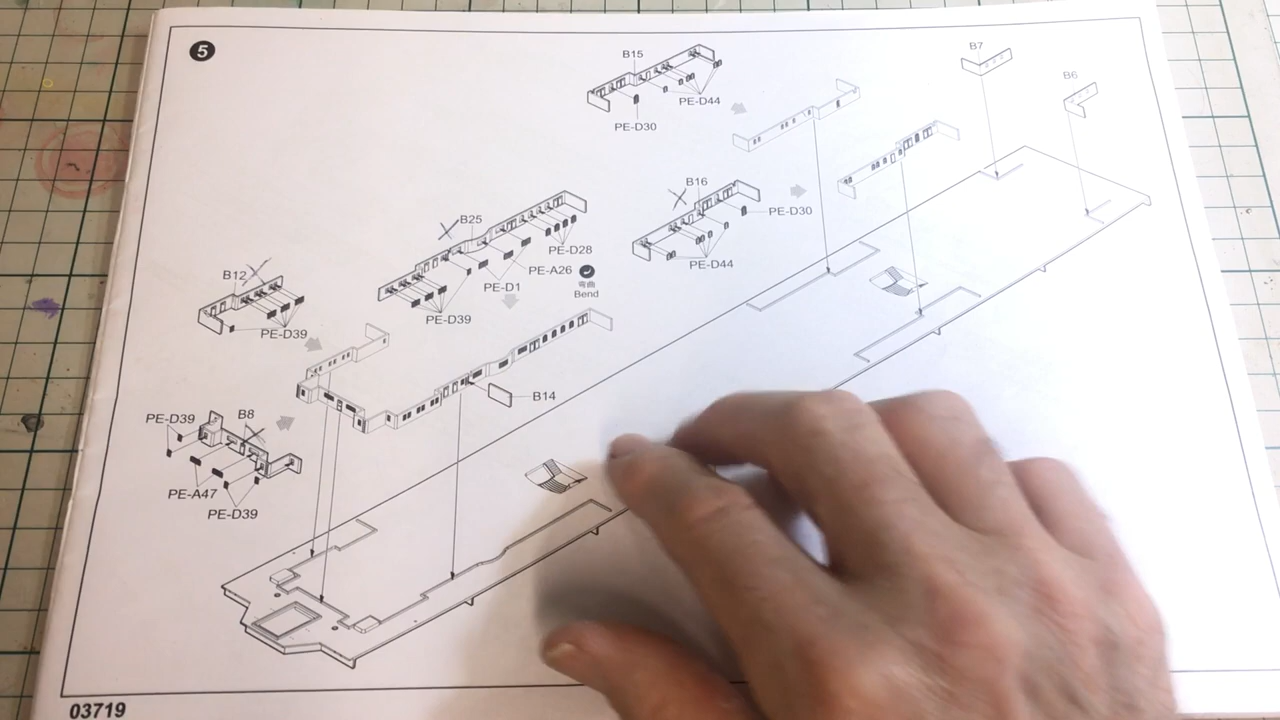 5
B15
PE-D44
PE-D30
B7
B6
B16
PE-D30
PE-D44
B25
PE-D28
PE-A26
PE-D1
弯曲
Bend
PE-D39
B12
PE-D39
B14
PE-D39
B8
PE-A47
PE-D39
03719